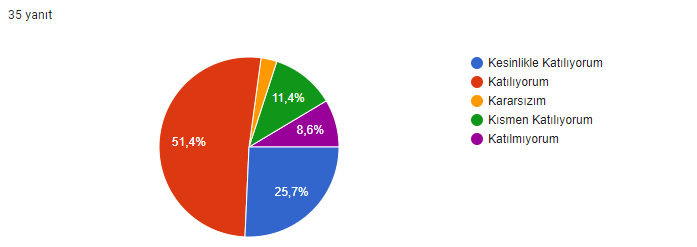 35 yanıt
Kesinlikle Katılıyorum
Katılıyorum
Kararsızım
Kısmen Katılıyorum
Katılmıyorum
11,4%
8,6%
51,4%
25,7%